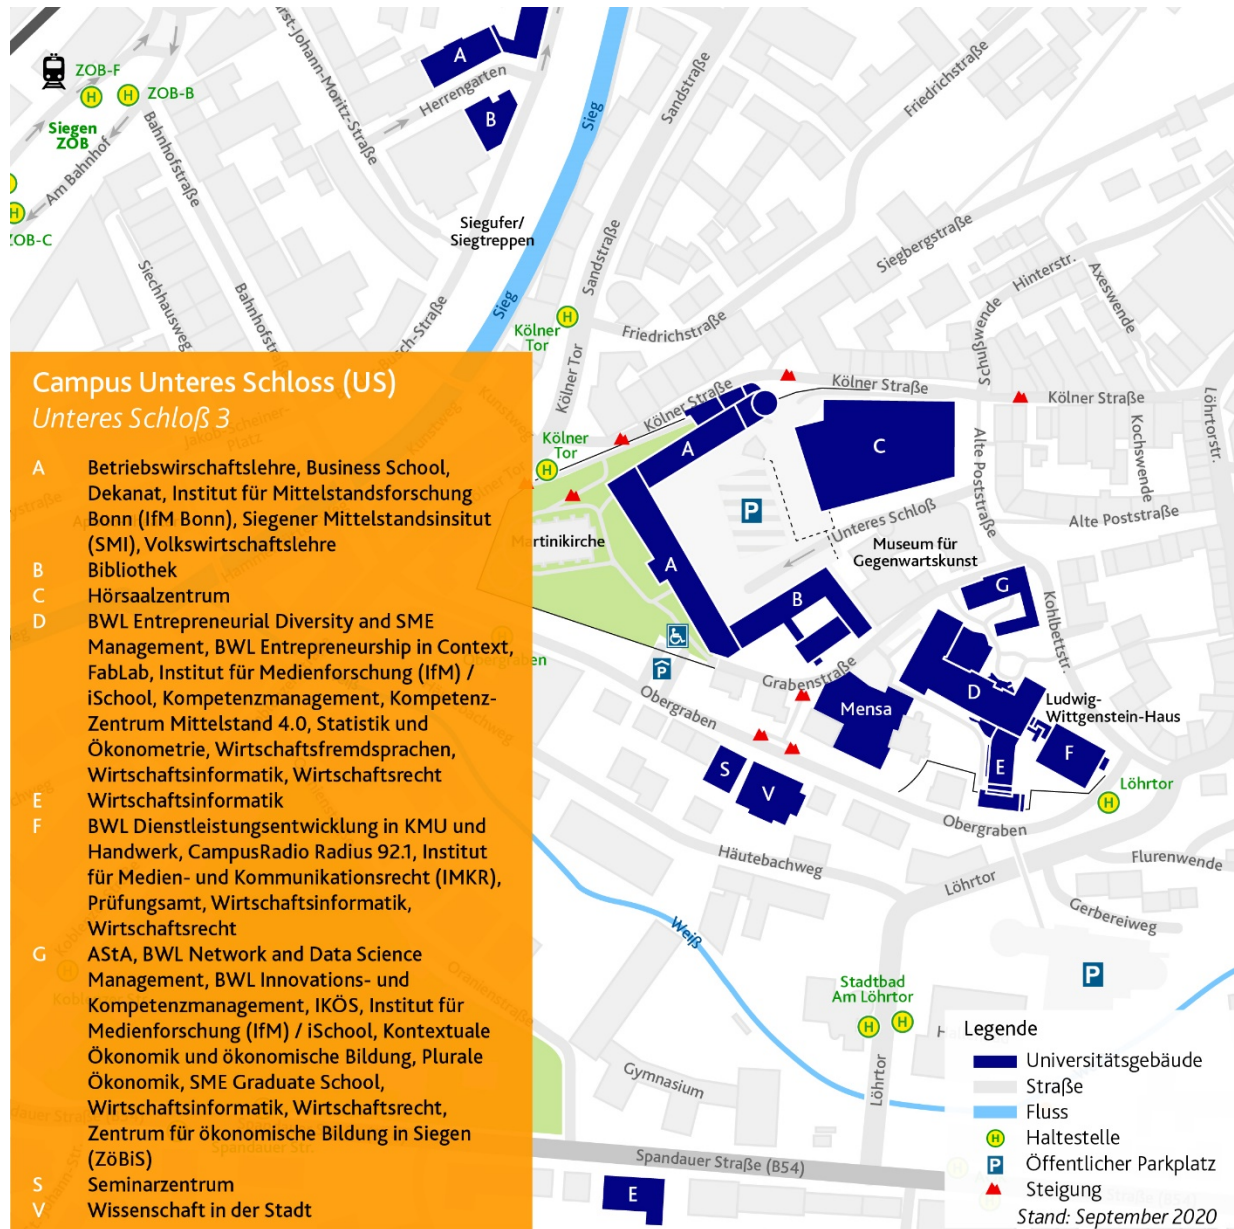 ZOB-F
ZOB-B
Siegen
ZOB
Am Bahnhof
ZOB-C
Bahnhofstraße
Siechhausweg
Bahnhofstraße
Herrengarten
A
B
Siegufer/
Siegtreppen
Sieg
Sieg
Sandstraße
Sandstraße
Friedrichstraße
Friedrichstraße
Siegbergstraße
Hinterstr.
Axeswende
Schulswende
Kölner
Tor
Kölner Tor
Kölner Straße
Kölner Straße
Kölner Straße
Löhrtorstr.
Kochswende
Alte Poststraße
Alte Poststraße
Kölner
Tor
A
C
P
Unteres Schloß
Museum für
Gegenwartskunst
Martinikirche
A
B
G
Kohlbettstr.
P
Grabenstraße
Obergraben
Mensa
D
Ludwig-
Wittgenstein-Haus
F
E
S
V
Löhrtor
Obergraben
Häutebachweg
Flurenwende
Löhrtor
Gerbereiweg
Weiß
Stadtbad
Am Löhrtor
P
Gymnasium
Löhrtor
Spandauer Straße (B54)
E
Campus Unteres Schloss (US)
Unteres Schloß 3
A Betriebswirschaftslehre, Business School,
Dekanat, Institut für Mittelstandsforschung
Bonn (IfM Bonn), Siegener Mittelstandsinsitut
(SMI), Volkswirtschaftslehre
B Bibliothek
C Hörsaalzentrum
D BWL Entrepreneurial Diversity and SME
Management, BWL Entrepreneurship in Context,
FabLab, Institut für Medienforschung (IfM) /
iSchool, Kompetenzmanagement, Kompetenz-
Zentrum Mittelstand 4.0, Statistik und
Ökonometrie, Wirtschaftsfremdsprachen,
Wirtschaftsinformatik, Wirtschaftsrecht
E Wirtschaftsinformatik
F BWL Dienstleistungsentwicklung in KMU und
Handwerk, CampusRadio Radius 92.1, Institut
für Medien- und Kommunikationsrecht (IMKR),
Prüfungsamt, Wirtschaftsinformatik,
Wirtschaftsrecht
G AStA, BWL Network and Data Science
Management, BWL Innovations- und
Kompetenzmanagement, IKÖS, Institut für
Medienforschung (IfM) / iSchool, Kontextuale
Ökonomik und ökonomische Bildung, Plurale
Ökonomik, SME Graduate School,
Wirtschaftsinformatik, Wirtschaftsrecht,
Zentrum für ökonomische Bildung in Siegen
(ZöBiS)
S Seminarzentrum
V Wissenschaft in der Stadt
Legende
Universitätsgebäude
Straße
Fluss
H Haltestelle
P Öffentlicher Parkplatz
Steigung
Stand: September 2020